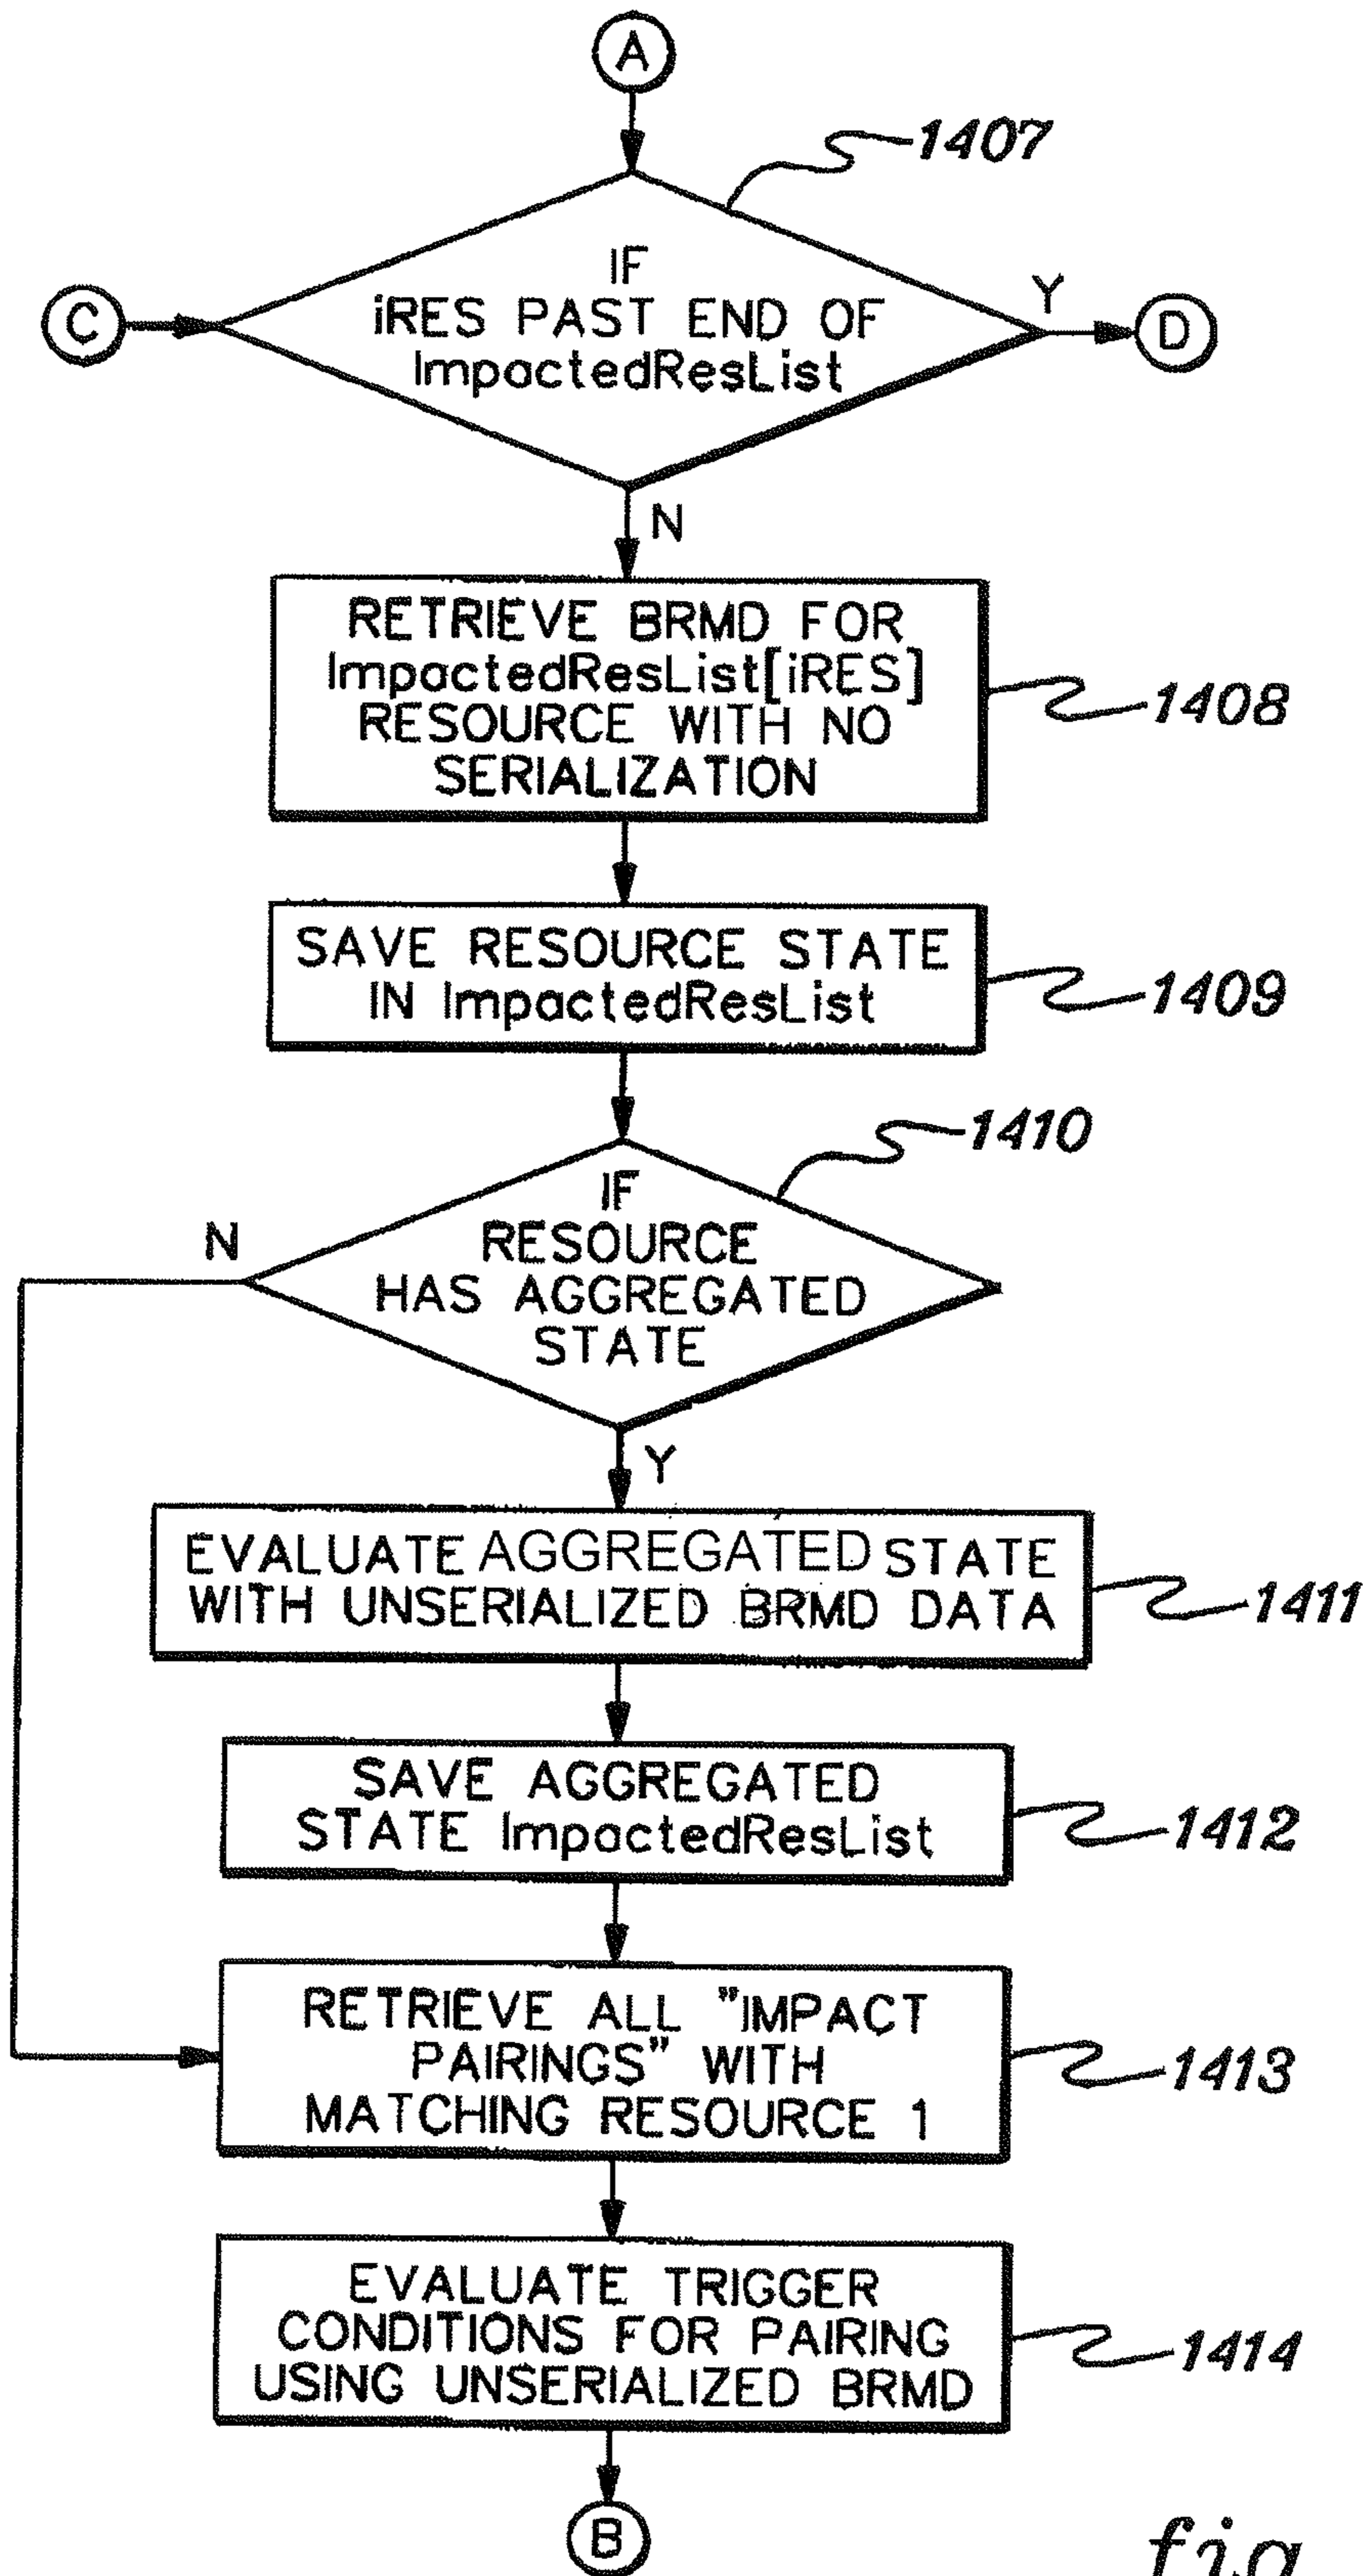 A
1407
IF
iRES PAST END OF
ImpactedResList
C
Y
D
N
RETRIEVE BRMD FOR
ImpactedResList[iRES]
RESOURCE WITH NO
SERIALIZATION
1408
SAVE RESOURCE STATE
IN ImpactedResList
1409
1410
IF
RESOURCE
HAS AGGREGATED
STATE
N
Y
EVALUATE AGGREGATED STATE
WITH UNSERIALIZED BRMD DATA
1411
SAVE AGGREGATED
STATE ImpactedResList
1412
RETRIEVE ALL "IMPACT
PAIRINGS" WITH
MATCHING RESOURCE 1
1413
EVALUATE TRIGGER
CONDITIONS FOR PAIRING
USING UNSERIALIZED BRMD
1414
B
fig